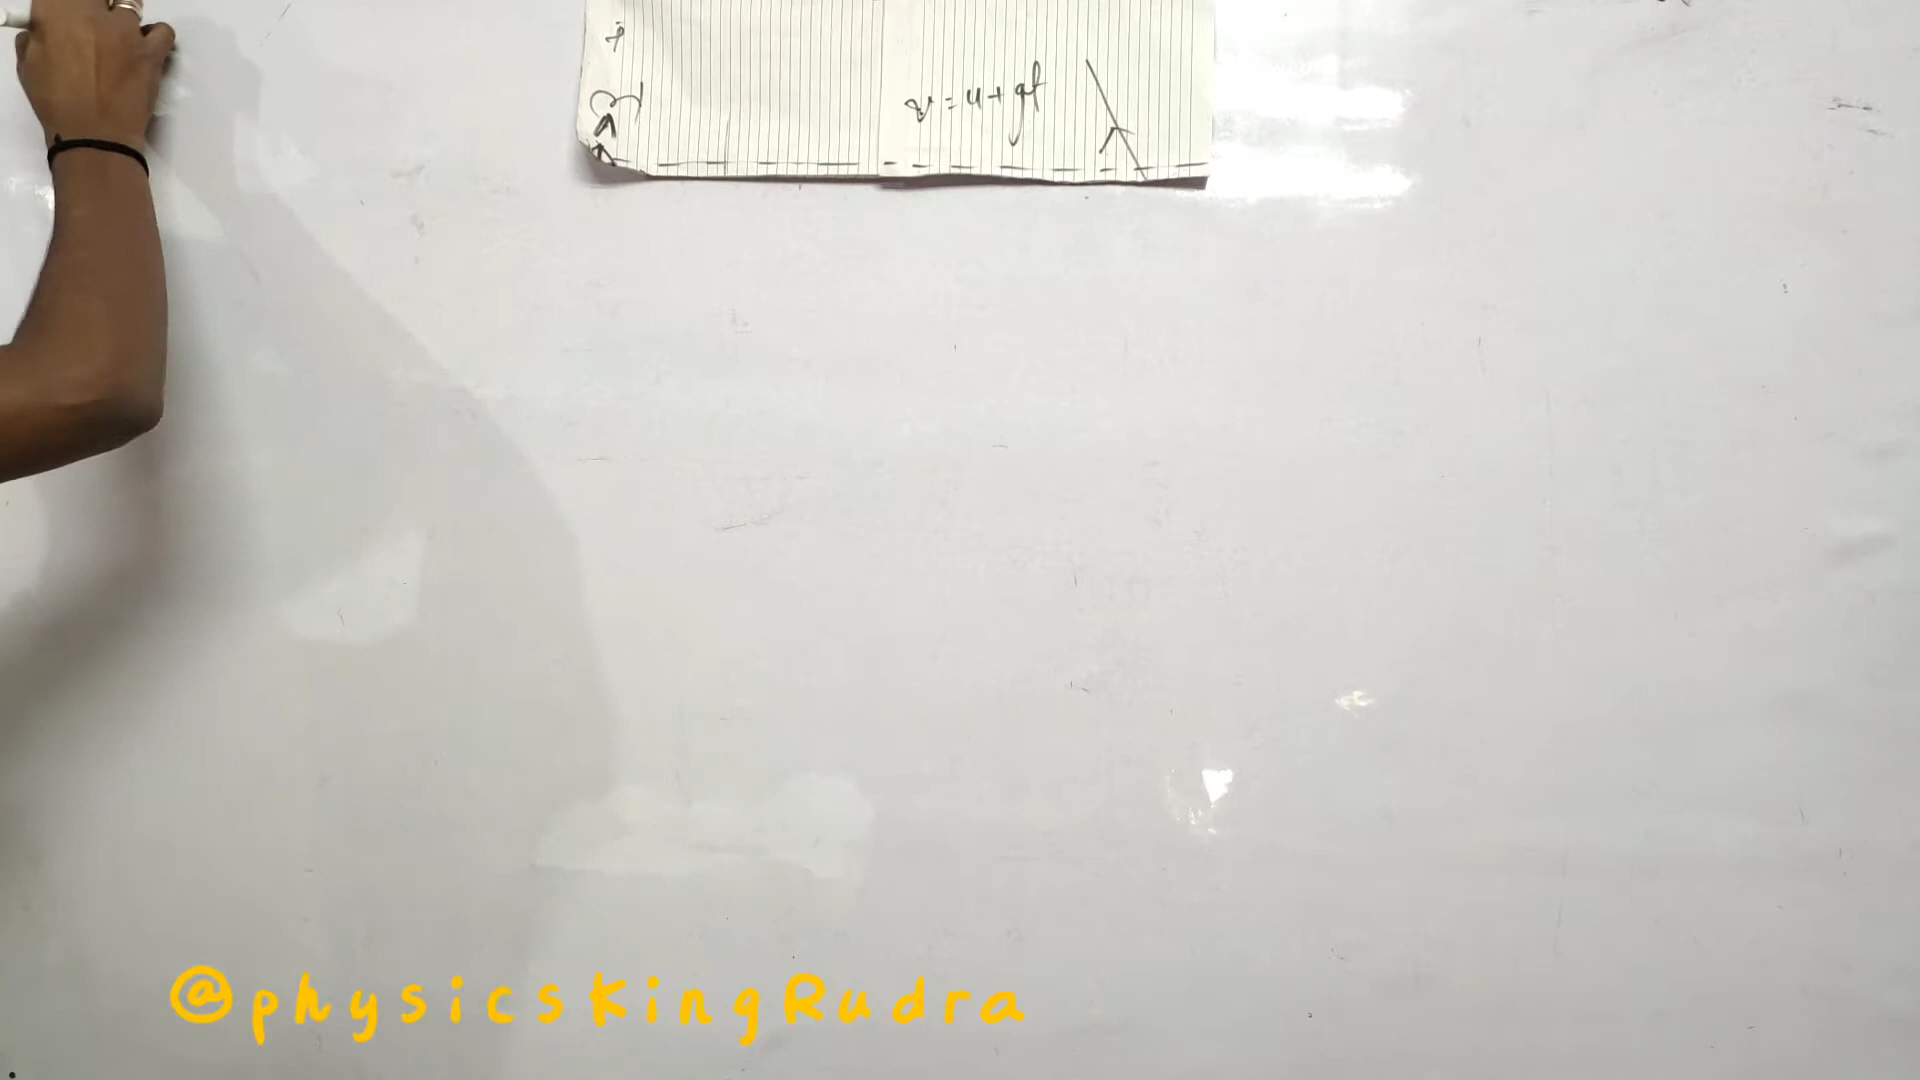 v = u + gt
@physicsKingRudra